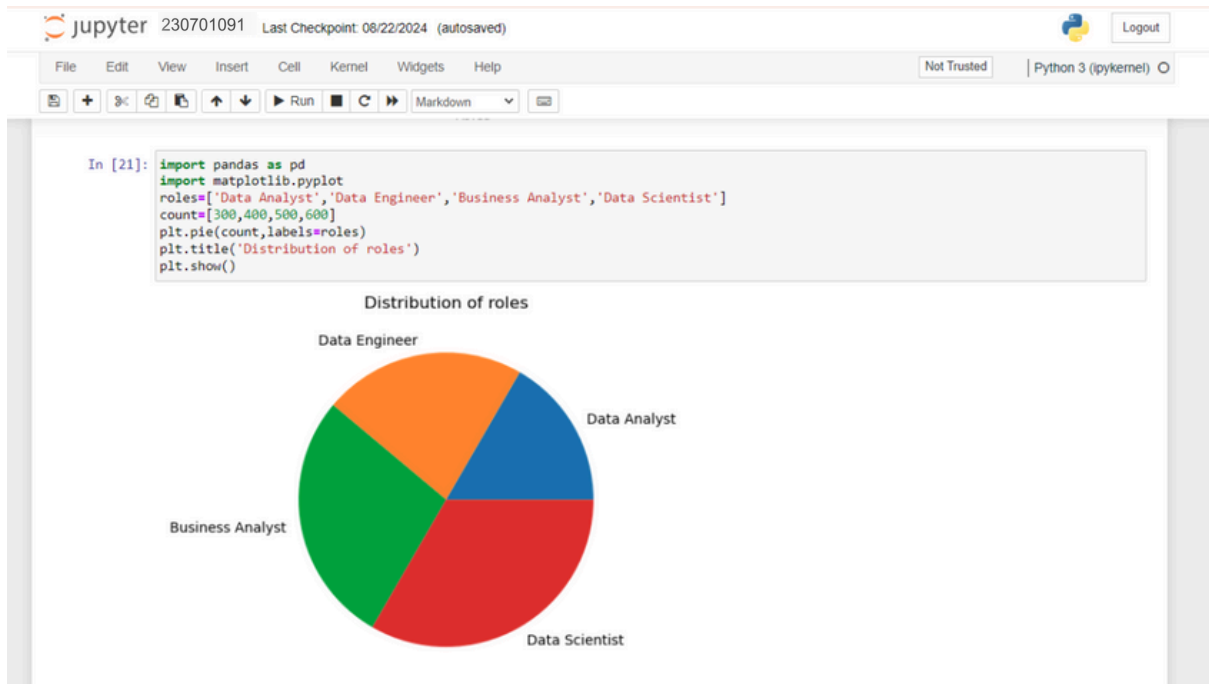 jupyter 230701091 Last Checkpoint: 08/22/2024 (autosaved)
Logout
File Edit View Insert Cell Kernel Widgets Help
Not Trusted
Python 3 (ipykernel)
Run
Markdown
In [21]:
import pandas as pd
import matplotlib.pyplot
roles=['Data Analyst','Data Engineer','Business Analyst','Data Scientist']
count=[300,400,500,600]
plt.pie(count,labels=roles)
plt.title('Distribution of roles')
plt.show()
Distribution of roles
Data Engineer
Data Analyst
Business Analyst
Data Scientist